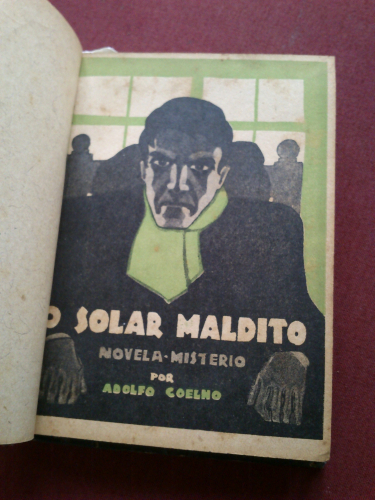 O SOLAR MALDITO
NOVELA-MISTERIO
POR
ADOLFO COELHO